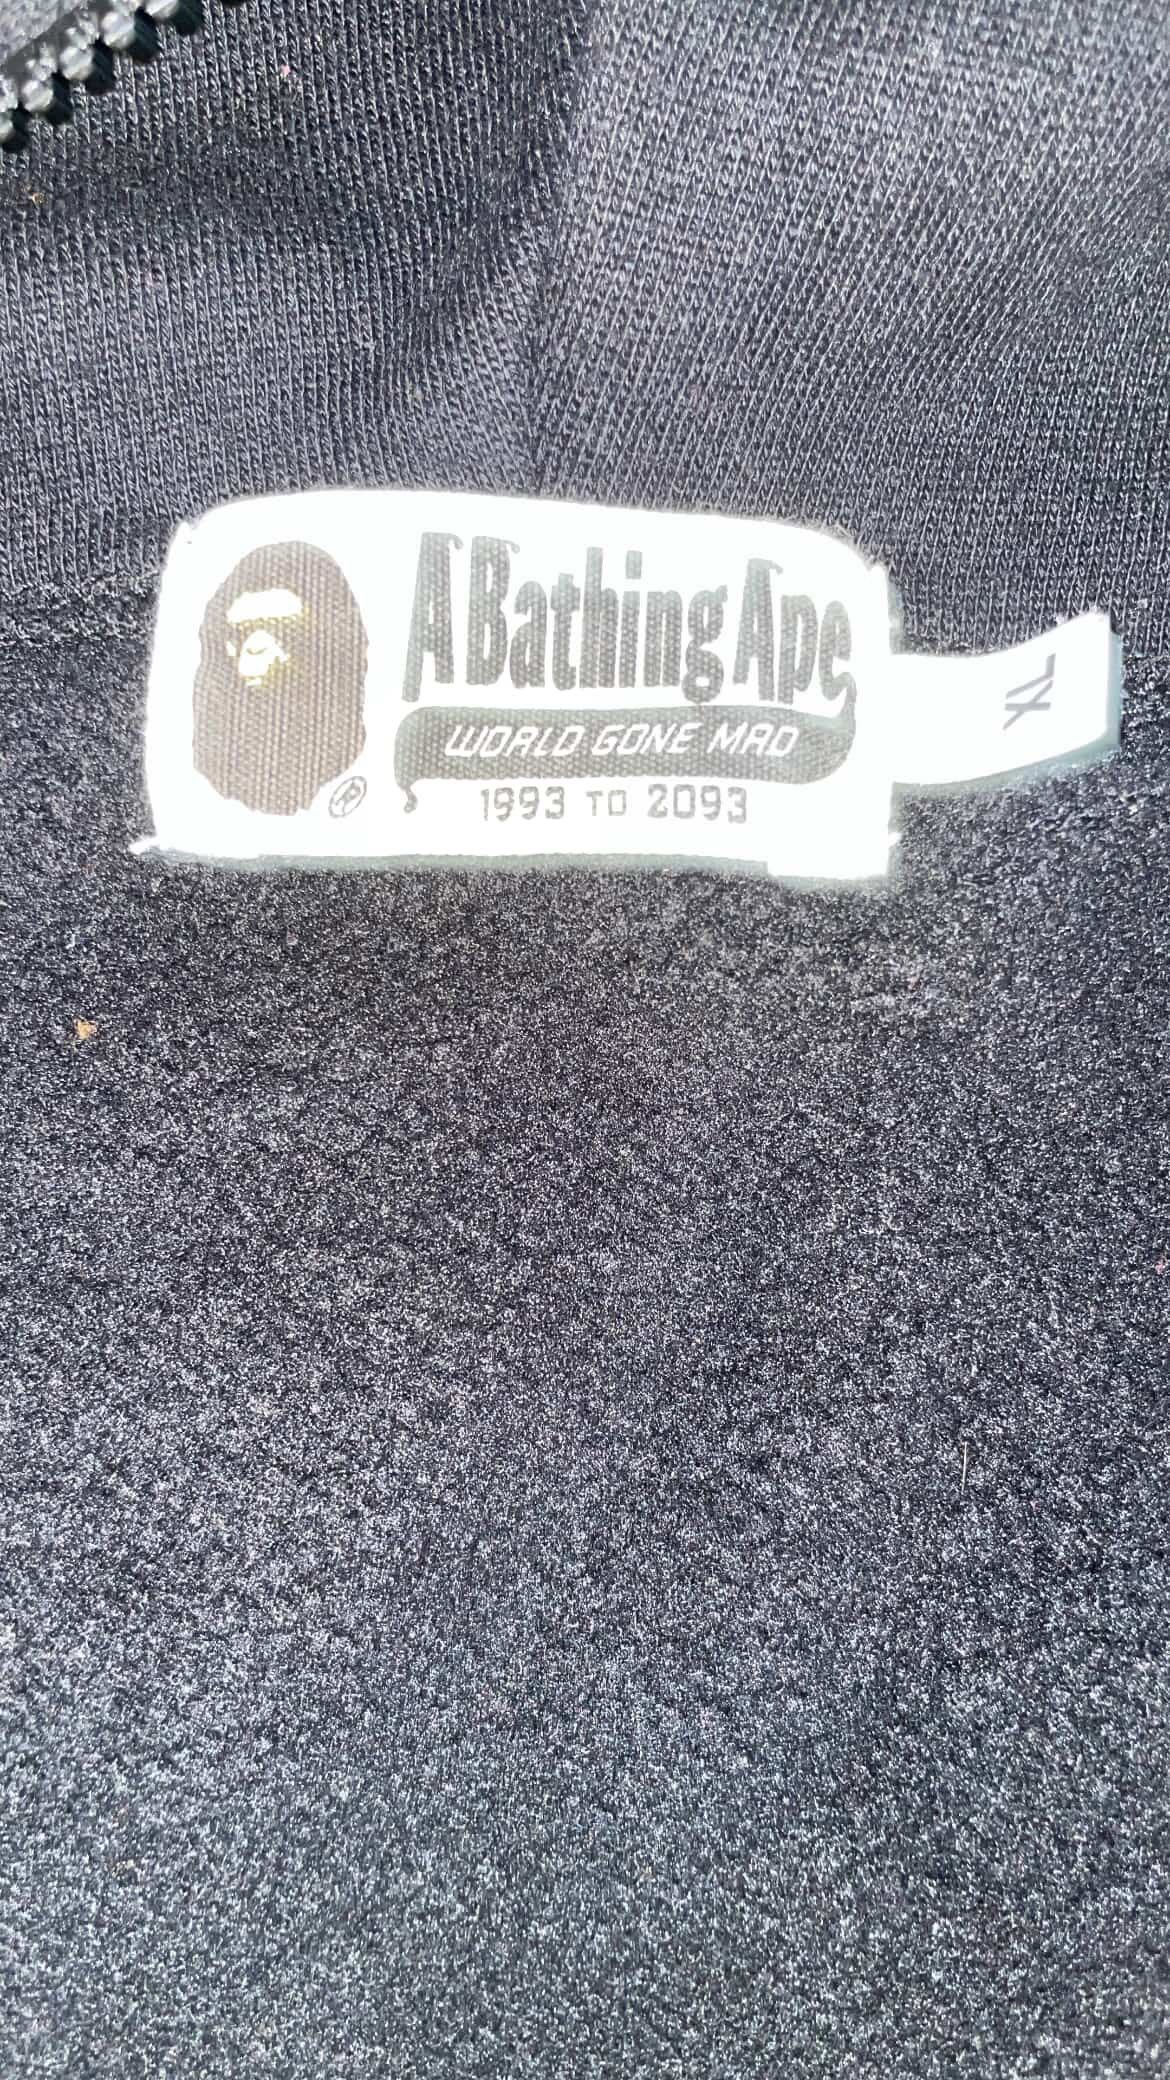 A Bathing Ape
WORLD GONE MAD
1993 TO 2093
®
XL